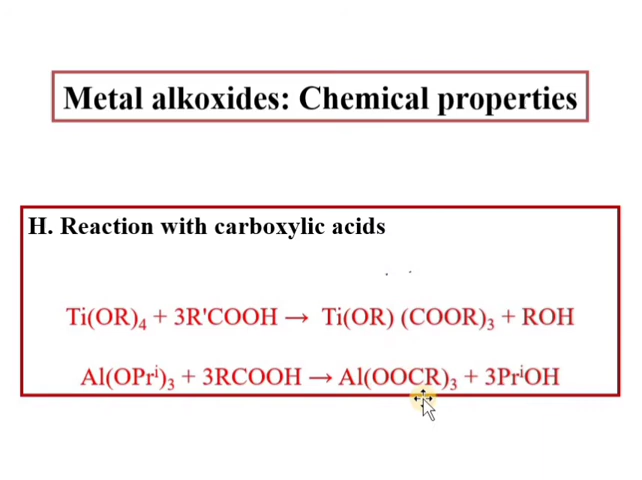 Metal alkoxides: Chemical properties
H. Reaction with carboxylic acids
Ti(OR)₄ + 3R'COOH → Ti(OR) (COOR)₃ + ROH
Al(OPrⁱ)₃ + 3RCOOH → Al(OOCR)₃ + 3PrⁱOH